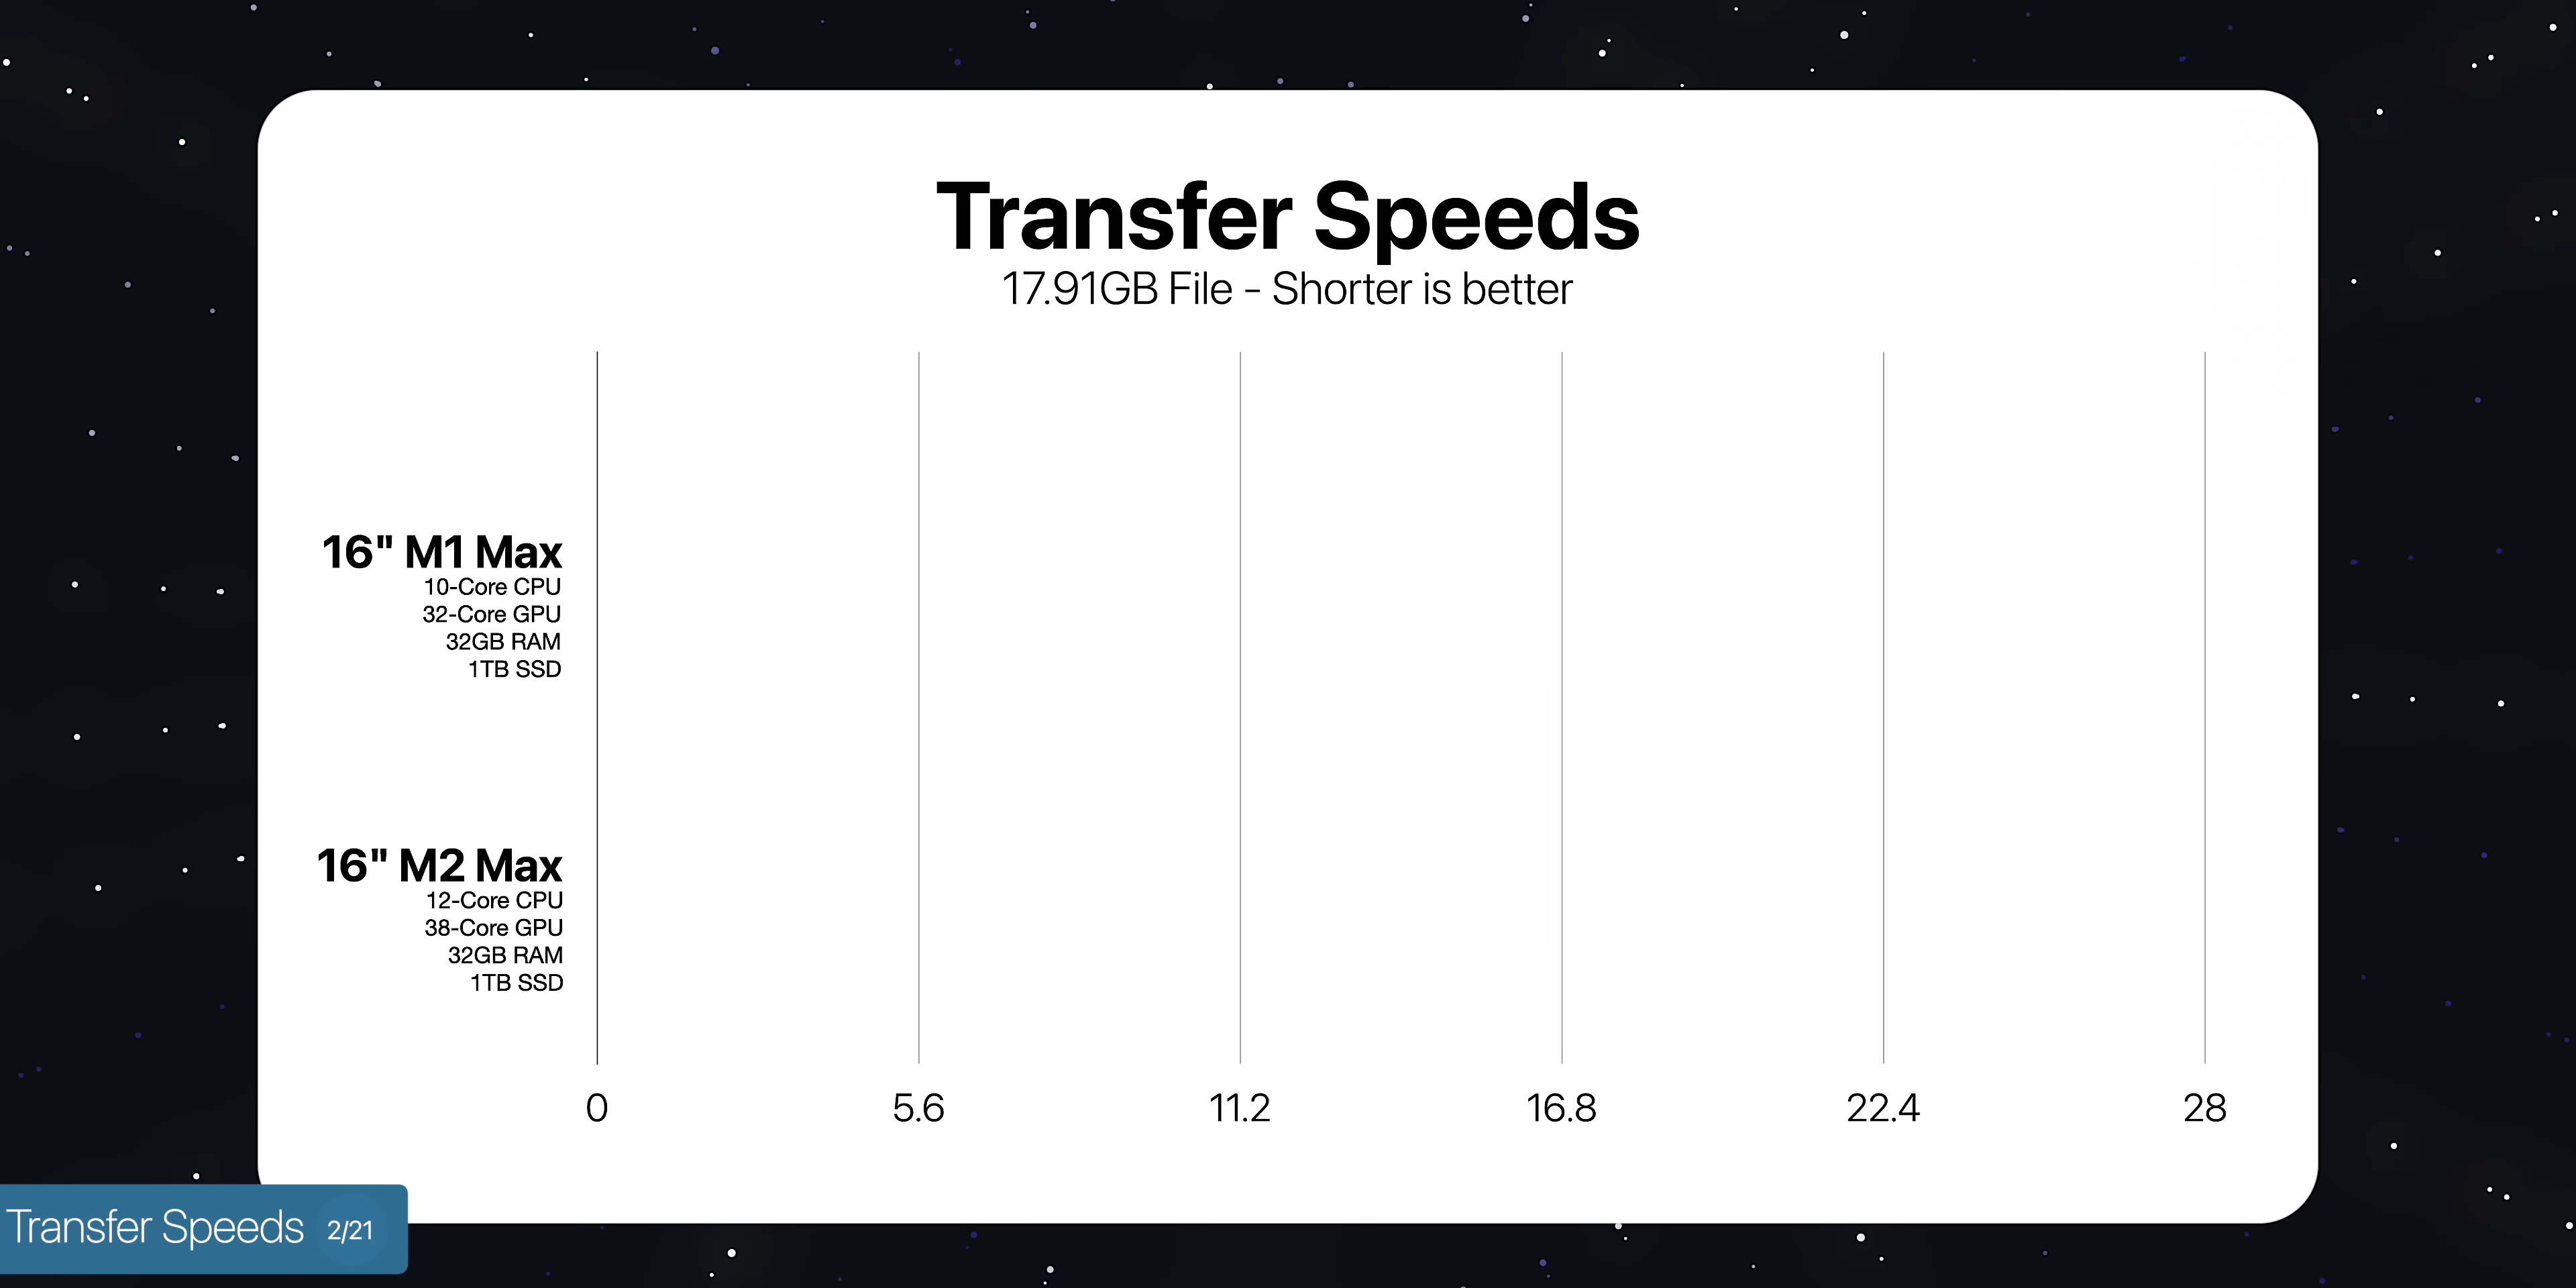 Transfer Speeds
17.91GB File - Shorter is better
16" M1 Max
10-Core CPU
32-Core GPU
32GB RAM
1TB SSD
16" M2 Max
12-Core CPU
38-Core GPU
32GB RAM
1TB SSD
0 5.6 11.2 16.8 22.4 28
Transfer Speeds 2/21